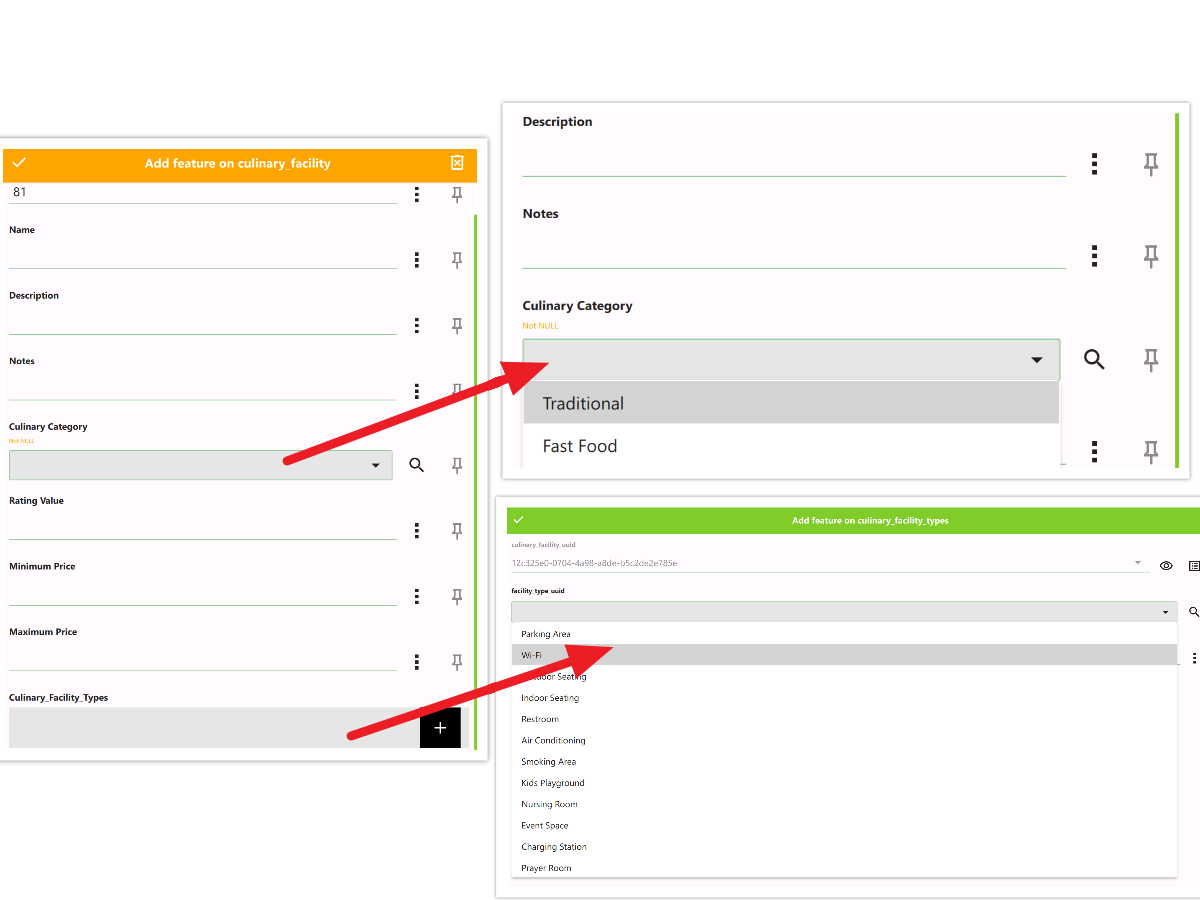 Add feature on culinary_facility
81
Name
Description
Notes
Culinary Category
Not NULL
Rating Value
Minimum Price
Maximum Price
Culinary_Facility_Types
+
Description
Notes
Culinary Category
Not NULL
Traditional
Fast Food
Add feature on culinary_facility_types
culinary_facility_uuid
12c325e0-0704-4a98-a8de-b5c2de2e785e
facility_type_uuid
Parking Area
Wi-Fi
Outdoor Seating
Indoor Seating
Restroom
Air Conditioning
Smoking Area
Kids Playground
Nursing Room
Event Space
Charging Station
Prayer Room